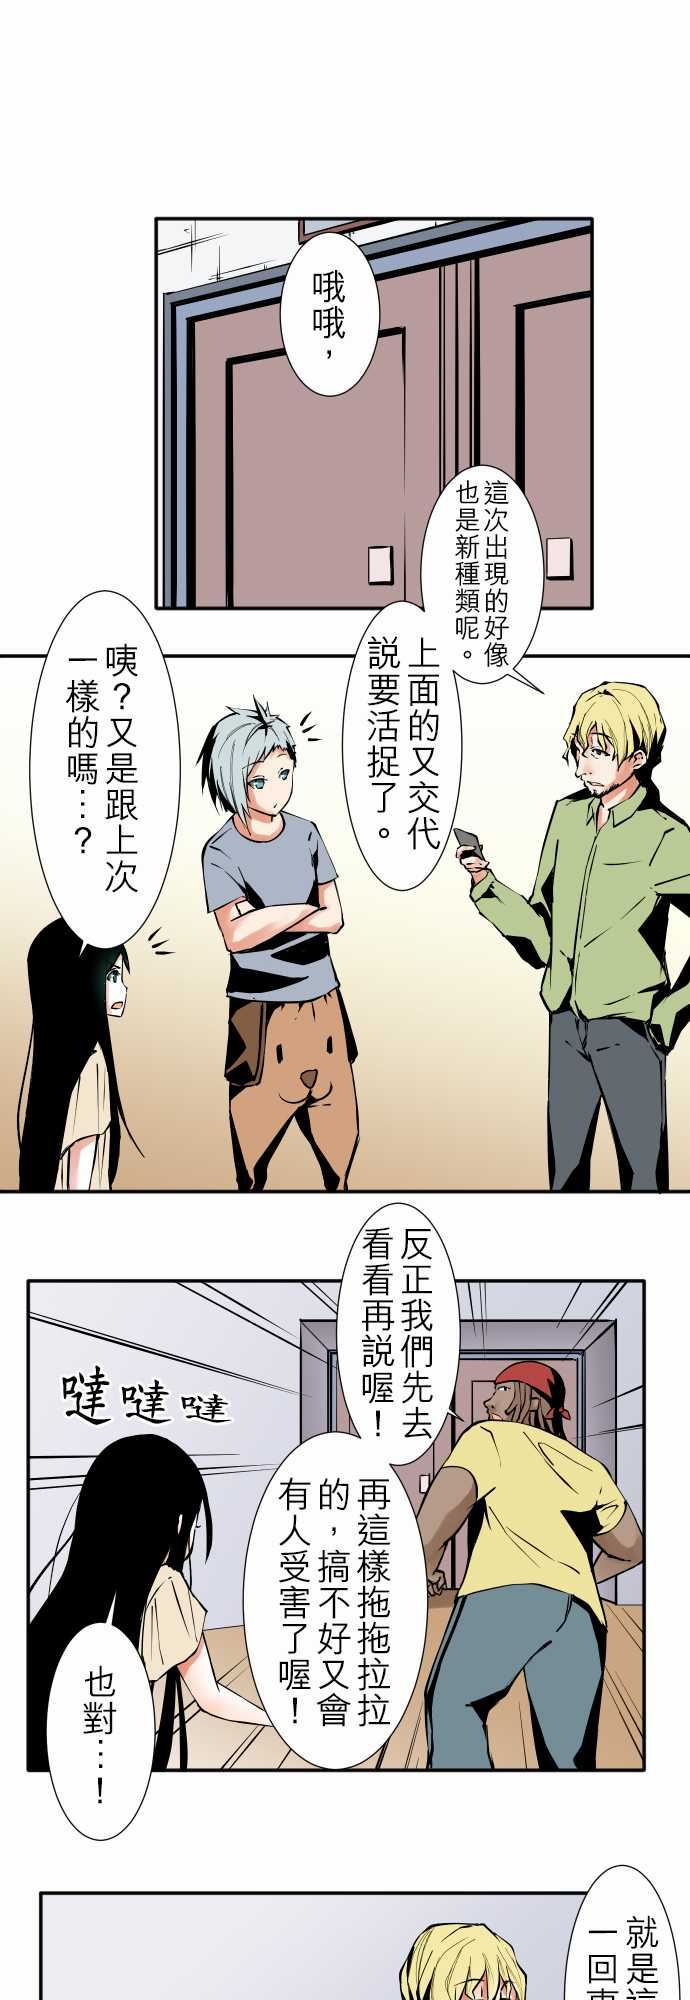 哦哦，
這次出現的好像
也是新種類呢。
上面的又交代
說要活捉了。
咦？又是跟上次
一樣的嗎…？
反正我們先去
看看再說喔！
噠噠噠
再這樣拖拖拉拉
的，搞不好又會
有人受害了喔！
也對…！
就是這
一回事